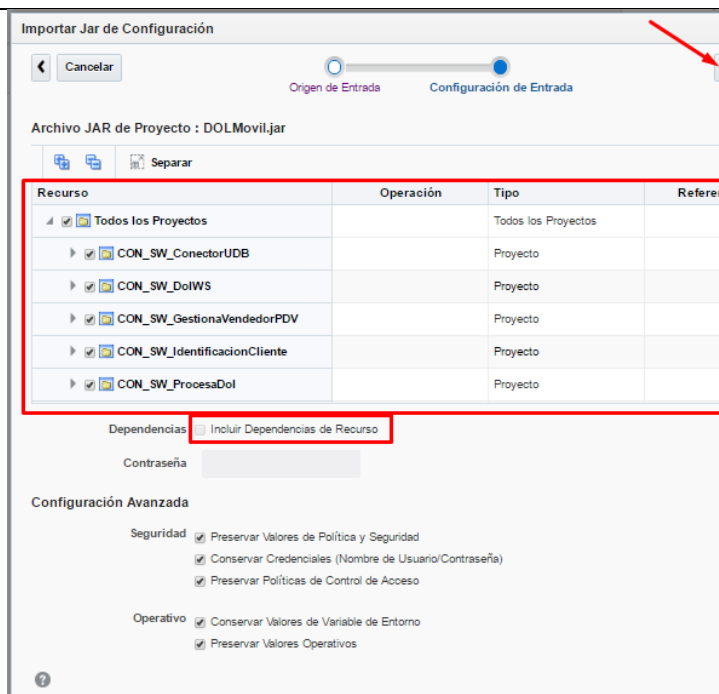 Importar Jar de Configuración
Cancelar
Origen de Entrada
Configuración de Entrada
Archivo JAR de Proyecto : DOLMovil.jar
Separar
Recurso Operación Tipo Referen
Todos los Proyectos Todos los Proyectos
CON_SW_ConectorUDB Proyecto
CON_SW_DolWS Proyecto
CON_SW_GestionaVendedorPDV Proyecto
CON_SW_IdentificacionCliente Proyecto
CON_SW_ProcesaDol Proyecto
Dependencias Incluir Dependencias de Recurso
Contraseña
Configuración Avanzada
Seguridad Preservar Valores de Política y Seguridad
Conservar Credenciales (Nombre de Usuario/Contraseña)
Preservar Políticas de Control de Acceso
Operativo Conservar Valores de Variable de Entorno
Preservar Valores Operativos